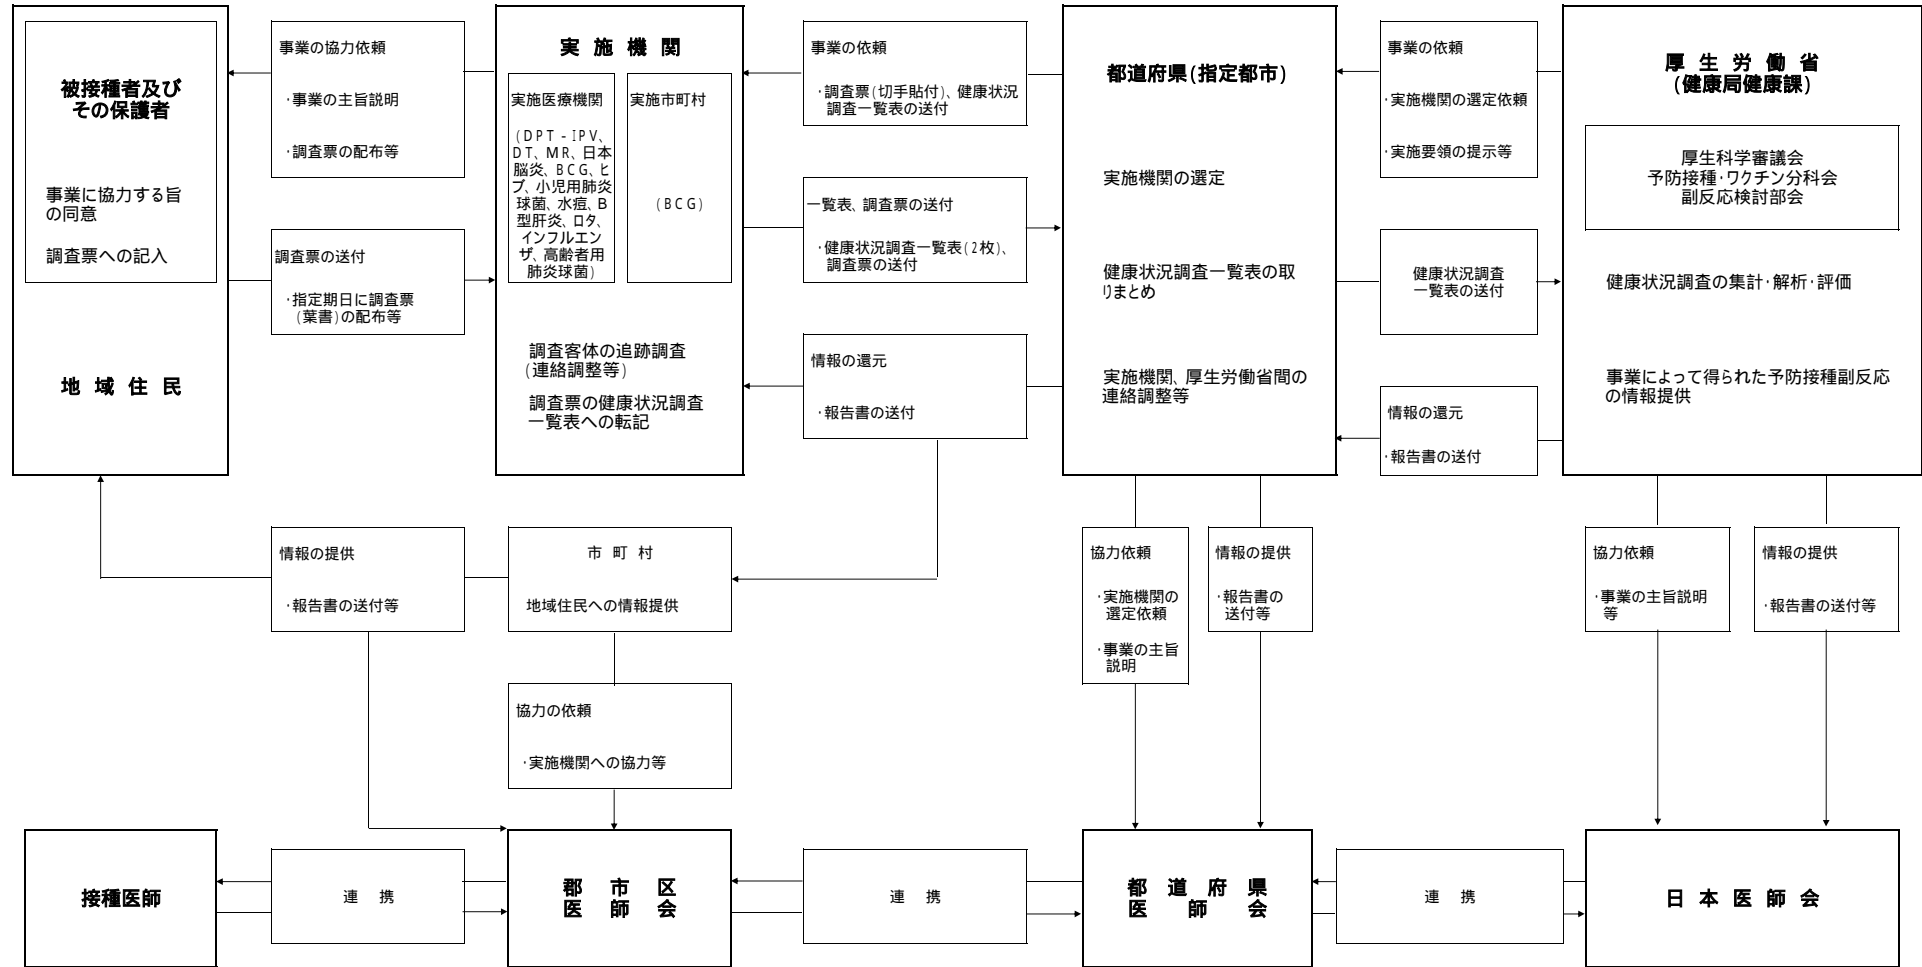 被接種者及び
その保護者
事業に協力する旨
の同意
調査票への記入
地 域 住 民
事業の協力依頼
・事業の主旨説明
・調査票の配布等
調査票の送付
・指定期日に調査票
(葉書)の配布等
実 施 機 関
実施医療機関
(DPT-IPV、
DT、MR、日本
脳炎、BCG、ヒ
ブ、小児用肺炎
球菌、水痘、B
型肝炎、ロタ、
インフルエン
ザ、高齢者用
肺炎球菌)
実施市町村
(BCG)
調査客体の追跡調査
(連絡調整等)
調査票の健康状況調査
一覧表への転記
事業の依頼
・調査票(切手貼付)、健康状況
調査一覧表の送付
一覧表、調査票の送付
・健康状況調査一覧表(2枚)、
調査票の送付
情報の還元
・報告書の送付
都道府県(指定都市)
実施機関の選定
健康状況調査一覧表の取
りまとめ
実施機関、厚生労働省間の
連絡調整等
事業の依頼
・実施機関の選定依頼
・実施要領の提示等
健康状況調査
一覧表の送付
情報の還元
・報告書の送付
厚 生 労 働 省
(健康局健康課)
厚生科学審議会
予防接種・ワクチン分科会
副反応検討部会
健康状況調査の集計・解析・評価
事業によって得られた予防接種副反応
の情報提供
情報の提供
・報告書の送付等
市 町 村
地域住民への情報提供
協力の依頼
・実施機関への協力等
協力依頼
・実施機関の
選定依頼
・事業の主旨
説明
情報の提供
・報告書の
送付等
協力依頼
・事業の主旨説明
等
情報の提供
・報告書の送付等
接種医師
連 携
郡 市 区
医 師 会
連 携
都 道 府 県
医 師 会
連 携
日 本 医 師 会